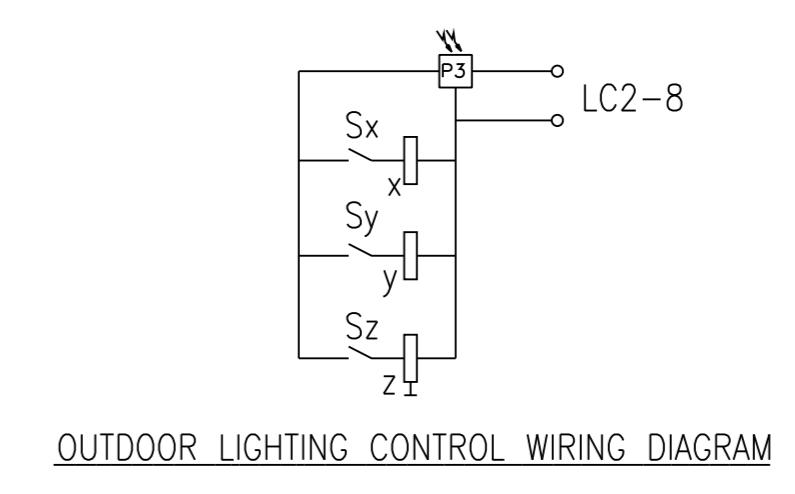 P3
LC2-8
Sx
x
Sy
y
Sz
z
OUTDOOR LIGHTING CONTROL WIRING DIAGRAM